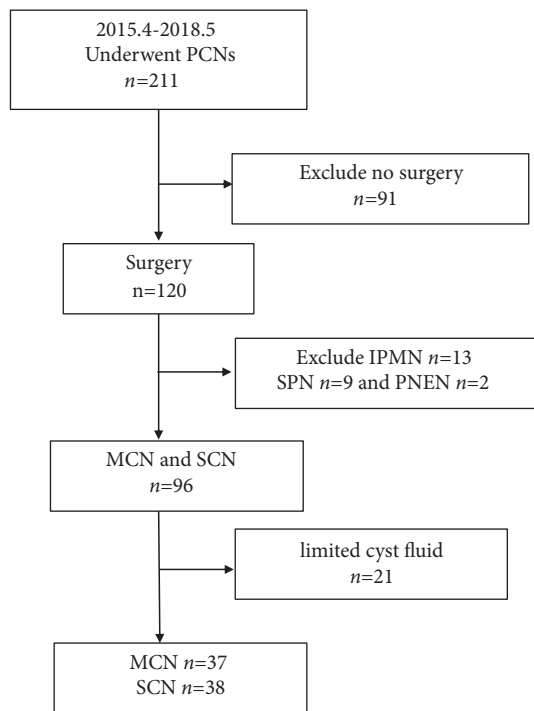 2015.4-2018.5
Underwent PCNs
n=211
Exclude no surgery
n=91
Surgery
n=120
Exclude IPMN n=13
SPN n=9 and PNEN n=2
MCN and SCN
n=96
limited cyst fluid
n=21
MCN n=37
SCN n=38